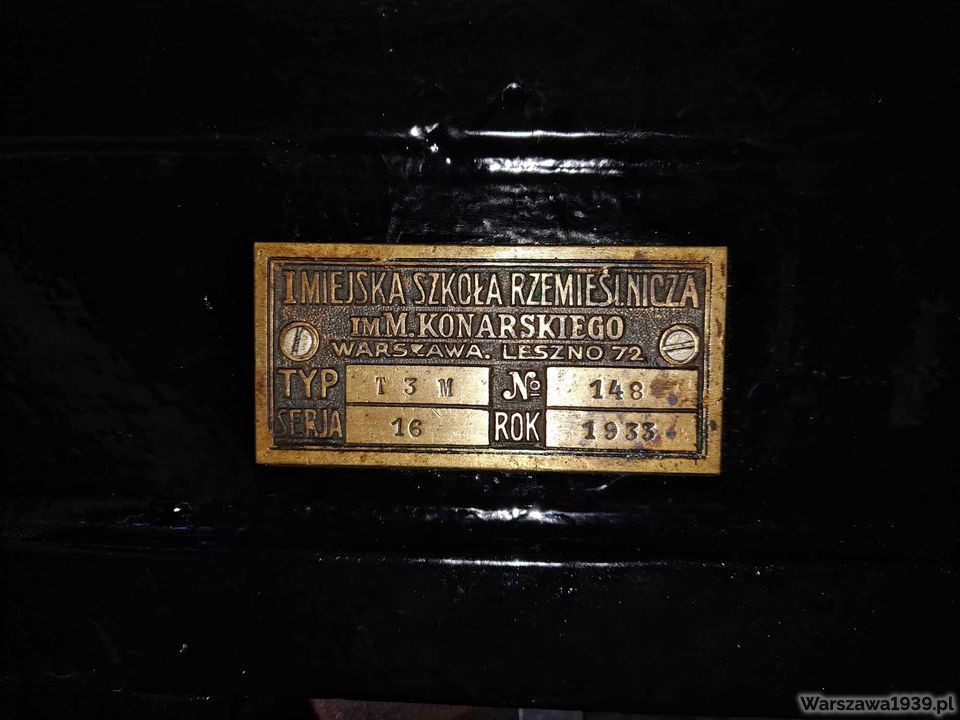 I MIEJSKA SZKOŁA RZEMIEŚLNICZA
IM M. KONARSKIEGO
WARSZAWA. LESZNO 72
TYP T 3 M № 148
SERJA 16 ROK 1933
Warszawa1939.pl